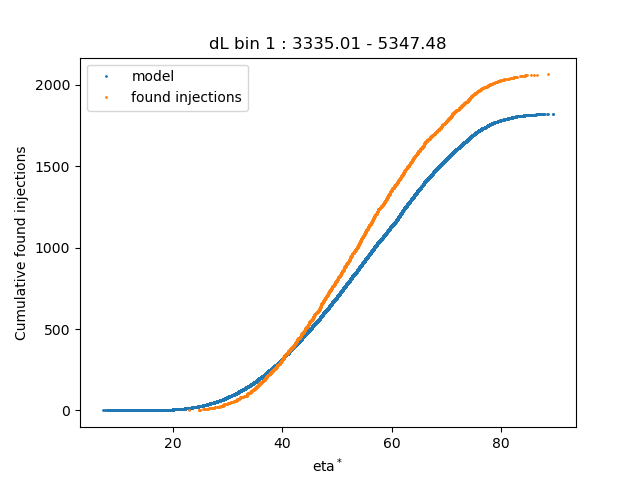 dL bin 1 : 3335.01 - 5347.48
model
found injections
Cumulative found injections
2000
1500
1000
500
0
20 40 60 80
eta*